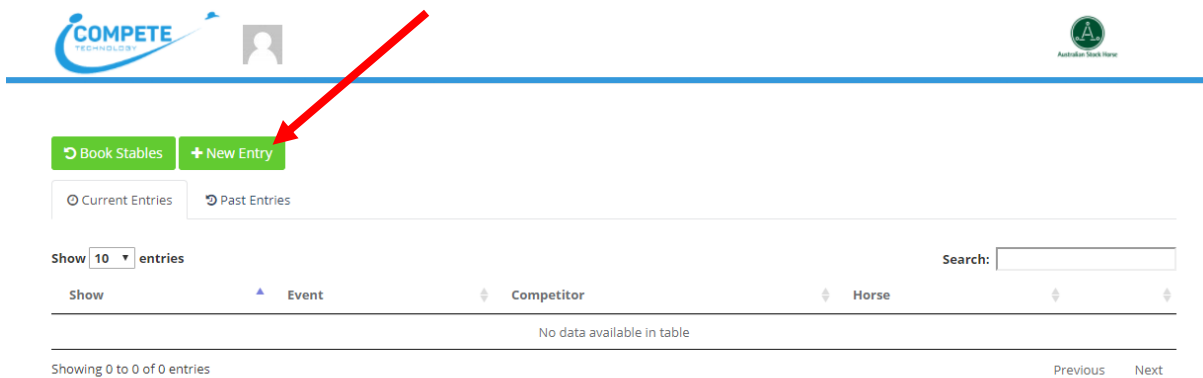 COMPETE
TECHNOLOGY
Australian Stock Horse
Book Stables
New Entry
Current Entries
Past Entries
Show 10 entries
Search:
Show Event Competitor Horse
No data available in table
Showing 0 to 0 of 0 entries
Previous Next